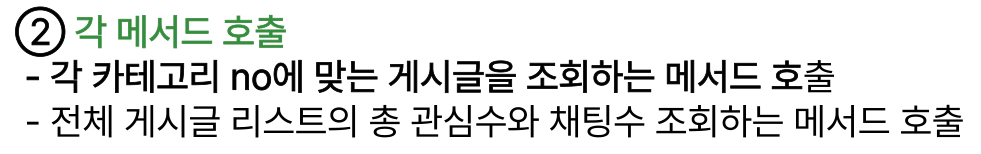 ② 각 메서드 호출
- 각 카테고리 no에 맞는 게시글을 조회하는 메서드 호출
- 전체 게시글 리스트의 총 관심수와 채팅수 조회하는 메서드 호출